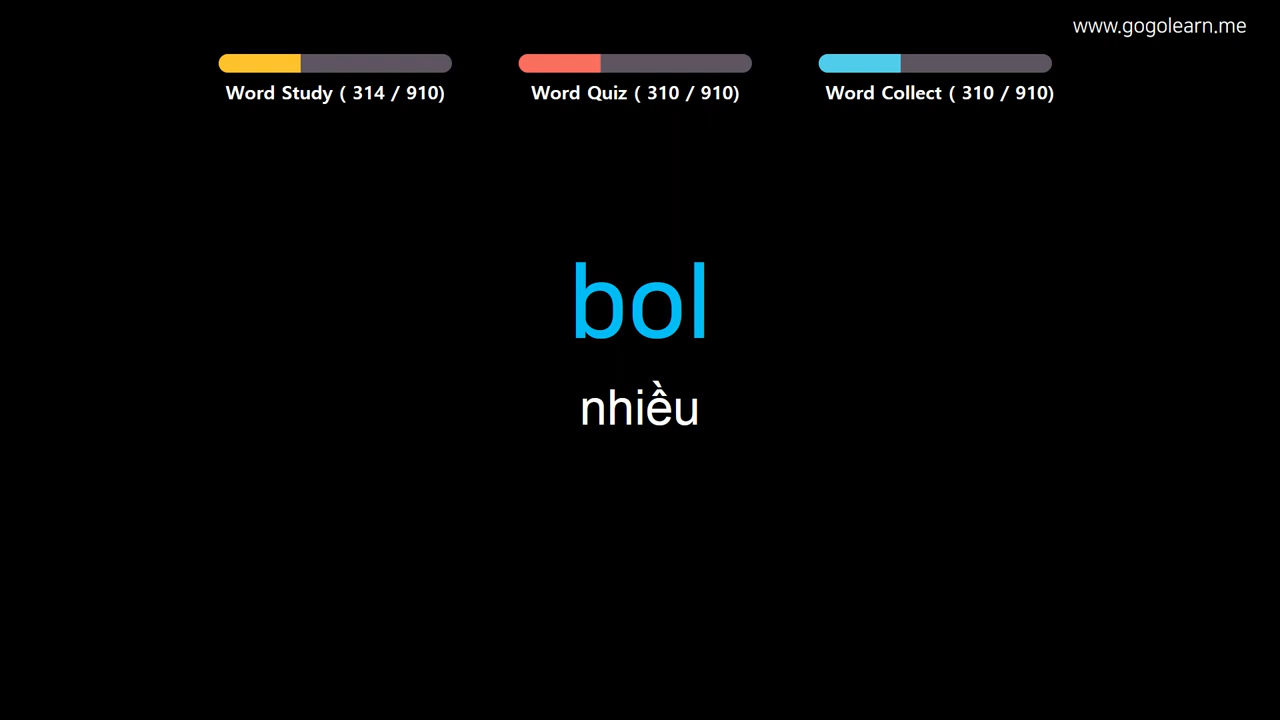 www.gogolearn.me
Word Study ( 314 / 910)
Word Quiz ( 310 / 910)
Word Collect ( 310 / 910)
bol
nhiều